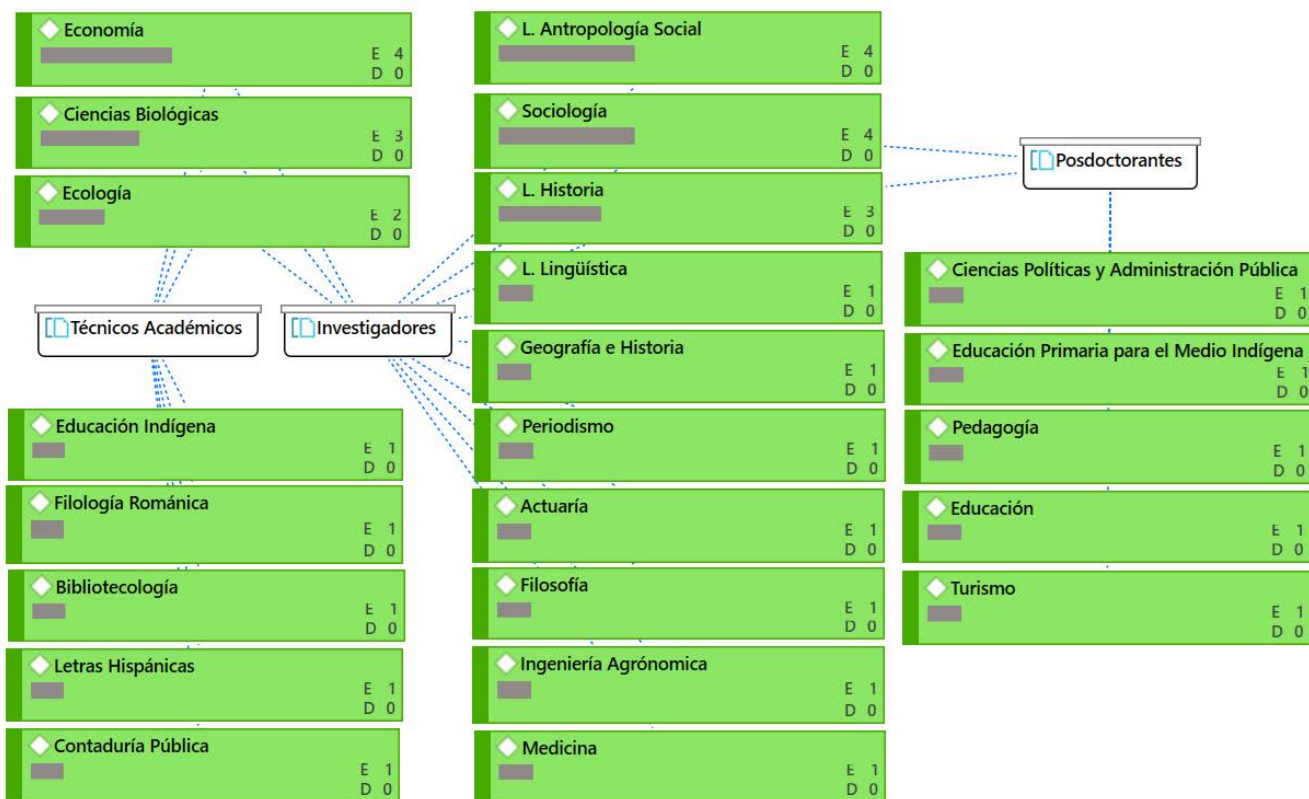 Economía
E 4
D 0
Ciencias Biológicas
E 3
D 0
Ecología
E 2
D 0
Técnicos Académicos
Investigadores
Educación Indígena
E 1
D 0
Filología Románica
E 1
D 0
Bibliotecología
E 1
D 0
Letras Hispánicas
E 1
D 0
Contaduría Pública
E 1
D 0
L. Antropología Social
E 4
D 0
Sociología
E 4
D 0
L. Historia
E 3
D 0
L. Lingüística
E 1
D 0
Geografía e Historia
E 1
D 0
Periodismo
E 1
D 0
Actuaría
E 1
D 0
Filosofía
E 1
D 0
Ingeniería Agrónomica
E 1
D 0
Medicina
E 1
D 0
Posdoctorantes
Ciencias Políticas y Administración Pública
E 1
D 0
Educación Primaria para el Medio Indígena
E 1
D 0
Pedagogía
E 1
D 0
Educación
E 1
D 0
Turismo
E 1
D 0